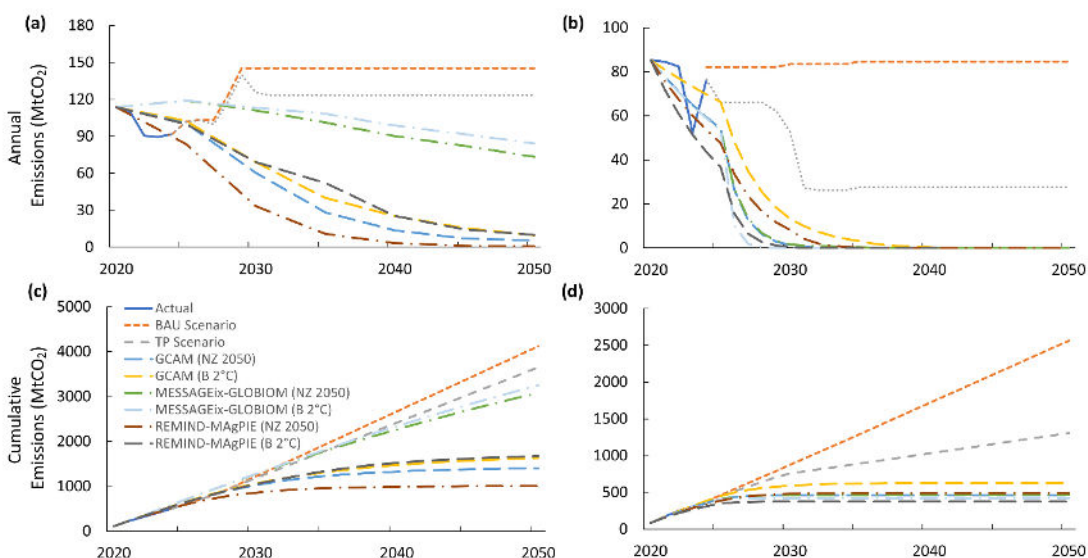 (a)
180
150
120
90
60
30
0
Annual
Emissions (MtCO₂)
2020 2030 2040 2050
(b)
100
80
60
40
20
0
2020 2030 2040 2050
(c)
5000
4000
3000
2000
1000
0
Cumulative
Emissions (MtCO₂)
Actual
BAU Scenario
TP Scenario
GCAM (NZ 2050)
GCAM (B 2°C)
MESSAGEix-GLOBIOM (NZ 2050)
MESSAGEix-GLOBIOM (B 2°C)
REMIND-MAgPIE (NZ 2050)
REMIND-MAgPIE (B 2°C)
2020 2030 2040 2050
(d)
3000
2500
2000
1500
1000
500
0
2020 2030 2040 2050